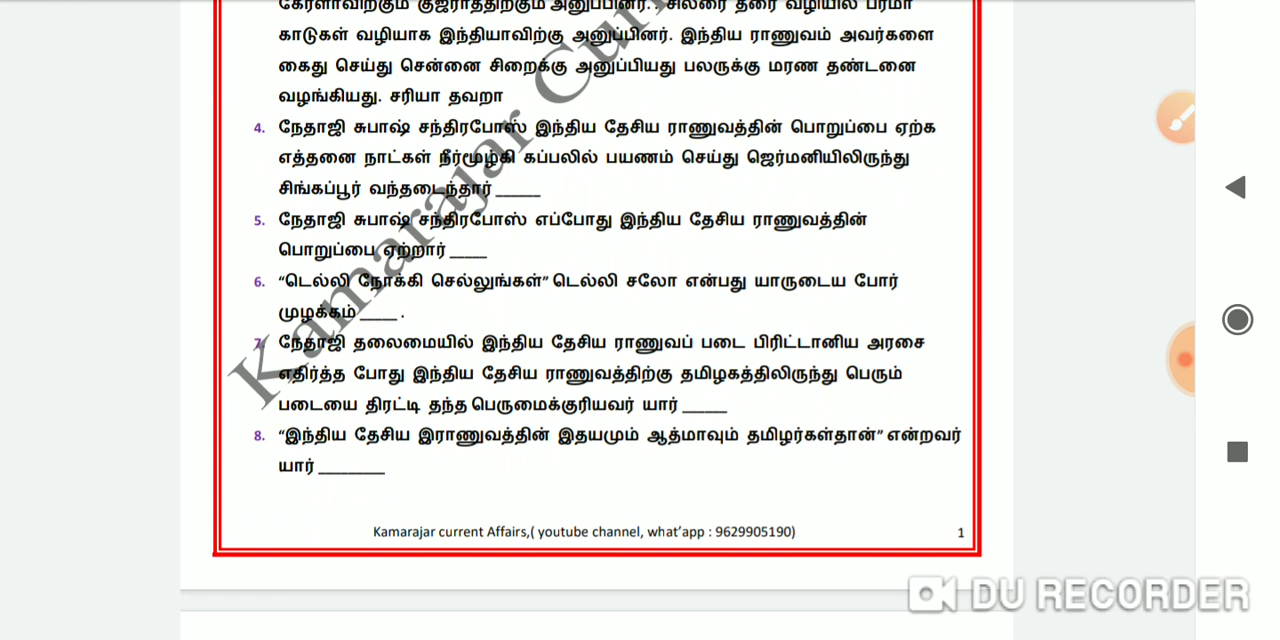 கேரளாவிற்கும் குஜராத்திற்கும் அனுப்பினர். சிலரை தரை வழியில் பர்மா
காடுகள் வழியாக இந்தியாவிற்கு அனுப்பினர். இந்திய ராணுவம் அவர்களை
கைது செய்து சென்னை சிறைக்கு அனுப்பியது பலருக்கு மரண தண்டனை
வழங்கியது. சரியா தவறா
4. நேதாஜி சுபாஷ் சந்திரபோஸ் இந்திய தேசிய ராணுவத்தின் பொறுப்பை ஏற்க
எத்தனை நாட்கள் நீர்மூழ்கி கப்பலில் பயணம் செய்து ஜெர்மனியிலிருந்து
சிங்கப்பூர் வந்தடைந்தார் ______
5. நேதாஜி சுபாஷ் சந்திரபோஸ் எப்போது இந்திய தேசிய ராணுவத்தின்
பொறுப்பை ஏற்றார் _____
6. “டெல்லி நோக்கி செல்லுங்கள்” டெல்லி சலோ என்பது யாருடைய போர்
முழக்கம் _____ .
7. நேதாஜி தலைமையில் இந்திய தேசிய ராணுவப் படை பிரிட்டானிய அரசை
எதிர்த்த போது இந்திய தேசிய ராணுவத்திற்கு தமிழகத்திலிருந்து பெரும்
படையை திரட்டி தந்த பெருமைக்குரியவர் யார் ______
8. “இந்திய தேசிய இராணுவத்தின் இதயமும் ஆத்மாவும் தமிழர்கள்தான்” என்றவர்
யார் _________
Kamarajar Cur
Kamarajar current Affairs,( youtube channel, what’app : 9629905190) 1
DU RECORDER